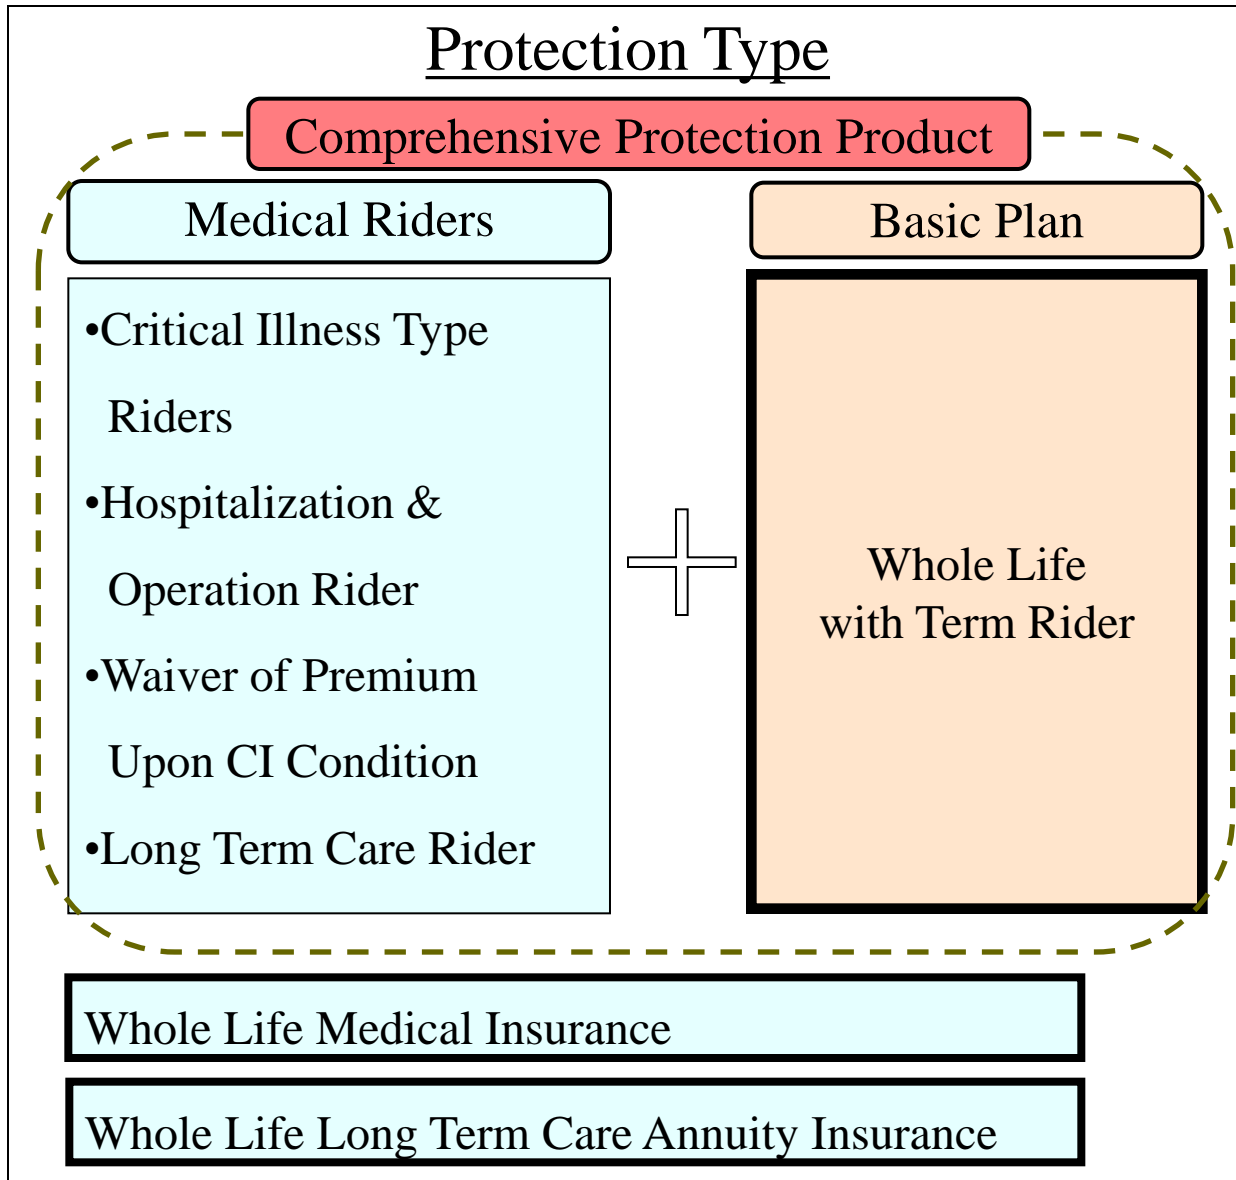 Protection Type
Comprehensive Protection Product
Medical Riders
•Critical Illness Type
Riders
•Hospitalization &
Operation Rider
•Waiver of Premium
Upon CI Condition
•Long Term Care Rider
Basic Plan
Whole Life
with Term Rider
Whole Life Medical Insurance
Whole Life Long Term Care Annuity Insurance